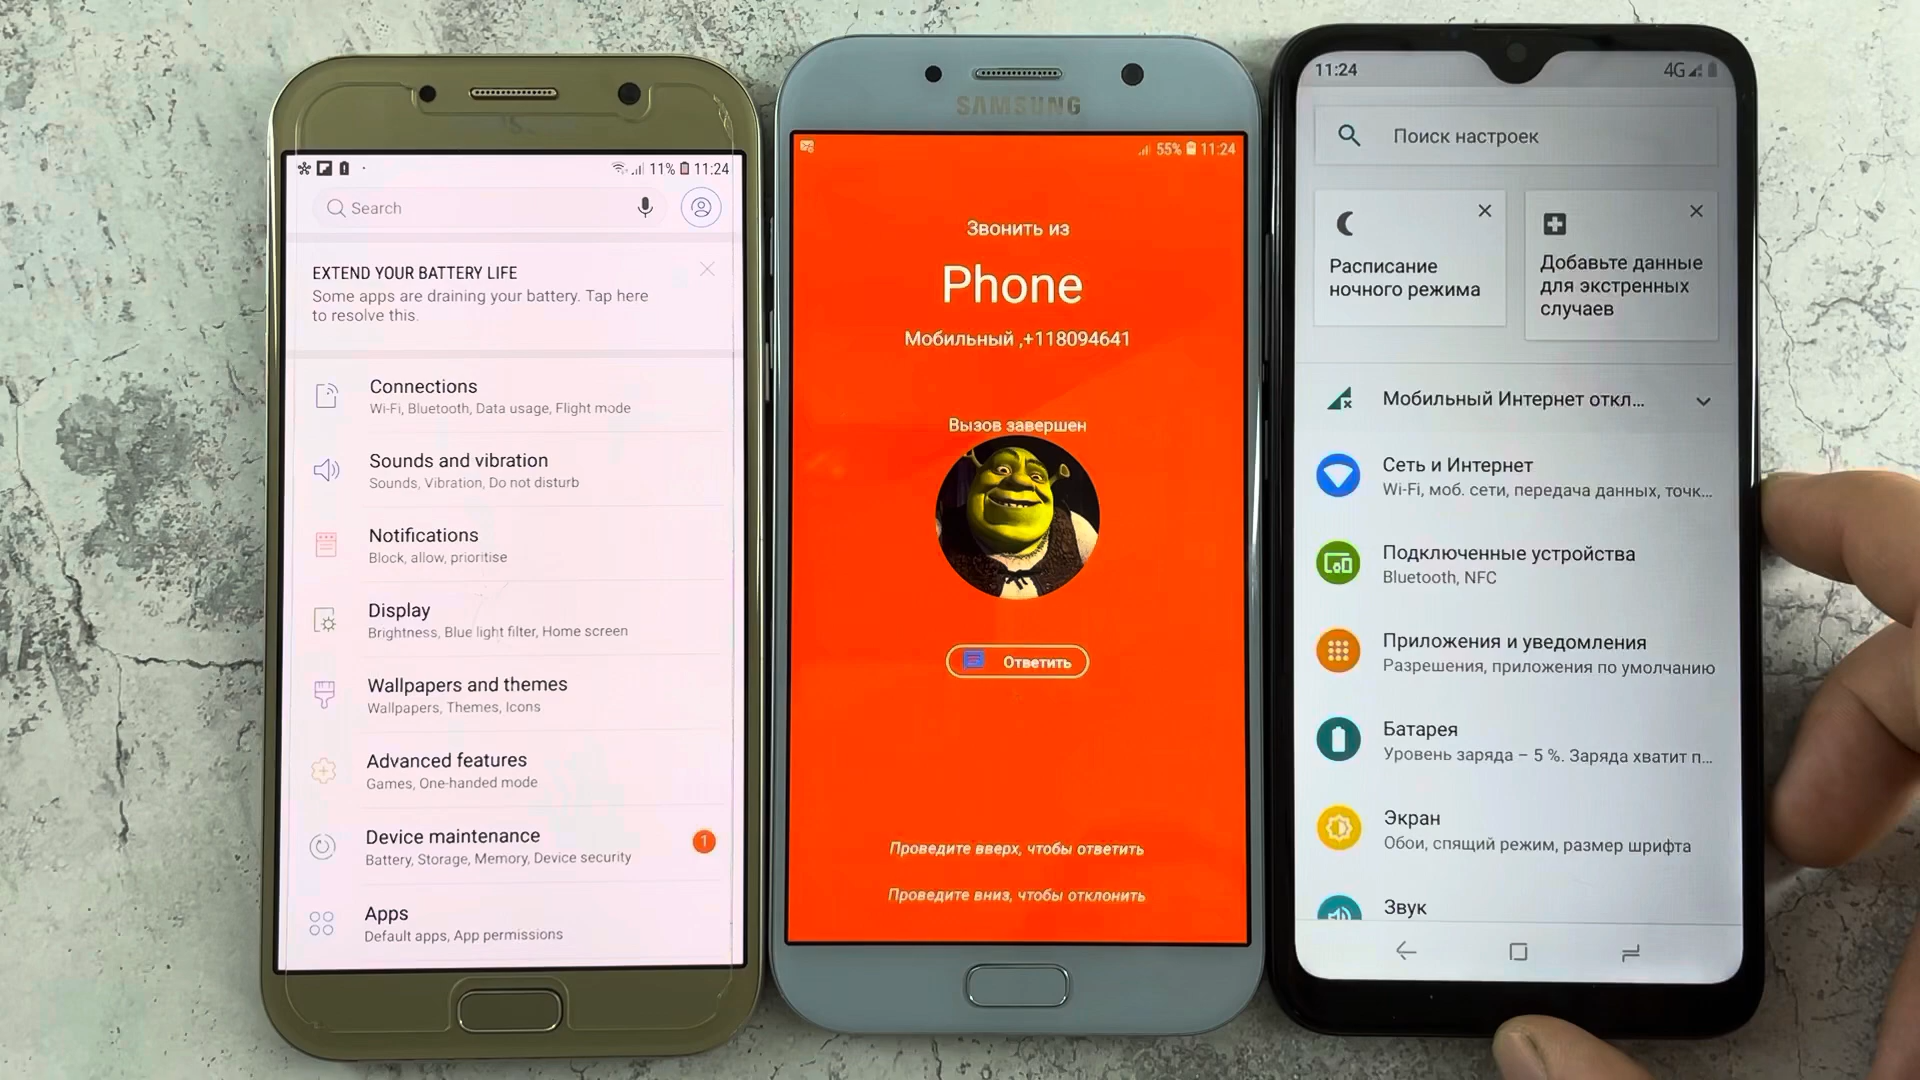 11% 11:24
Search
EXTEND YOUR BATTERY LIFE
Some apps are draining your battery. Tap here
to resolve this.
Connections
Wi-Fi, Bluetooth, Data usage, Flight mode
Sounds and vibration
Sounds, Vibration, Do not disturb
Notifications
Block, allow, prioritise
Display
Brightness, Blue light filter, Home screen
Wallpapers and themes
Wallpapers, Themes, Icons
Advanced features
Games, One-handed mode
Device maintenance
1
Battery, Storage, Memory, Device security
Apps
Default apps, App permissions
SAMSUNG
55% 11:24
Звонить из
Phone
Мобильный ,+118094641
Вызов завершен
Ответить
Проведите вверх, чтобы ответить
Проведите вниз, чтобы отклонить
11:24 4G
Поиск настроек
Расписание
ночного режима
Добавьте данные
для экстренных
случаев
Мобильный Интернет откл...
Сеть и Интернет
Wi-Fi, моб. сети, передача данных, точк...
Подключенные устройства
Bluetooth, NFC
Приложения и уведомления
Разрешения, приложения по умолчанию
Батарея
Уровень заряда – 5 %. Заряда хватит п...
Экран
Обои, спящий режим, размер шрифта
Звук